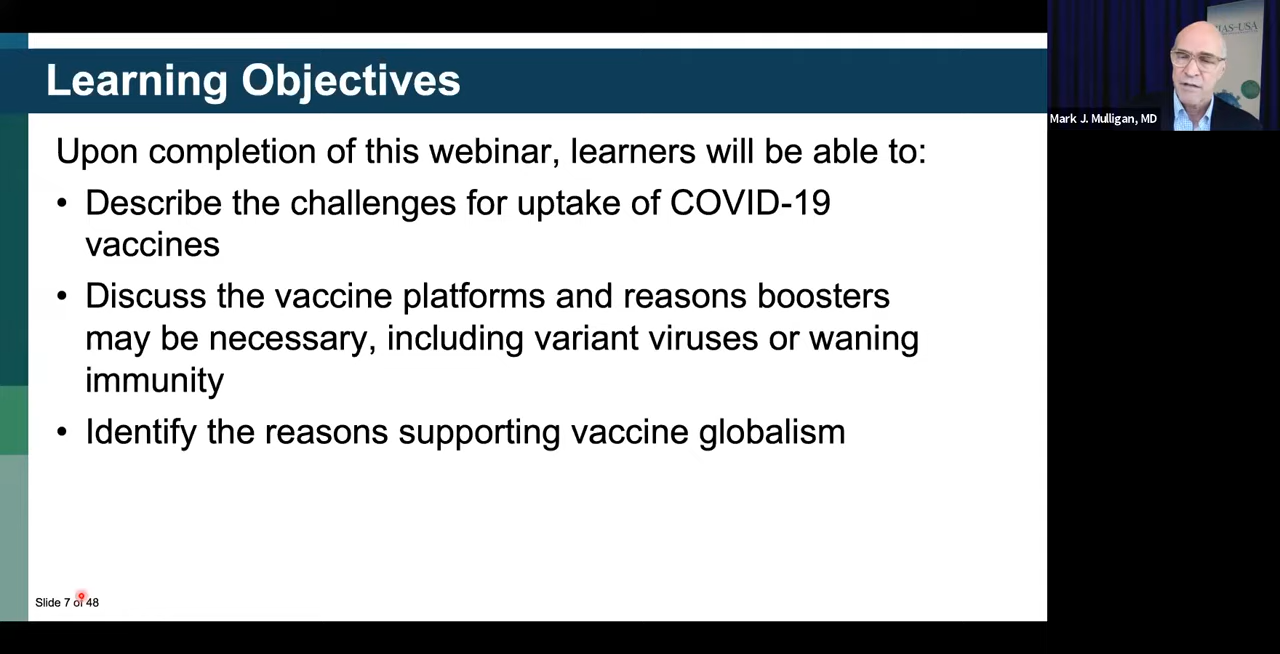 Learning Objectives
Upon completion of this webinar, learners will be able to:
• Describe the challenges for uptake of COVID-19
vaccines
• Discuss the vaccine platforms and reasons boosters
may be necessary, including variant viruses or waning
immunity
• Identify the reasons supporting vaccine globalism
Slide 7 of 48
IAS-USA
Mark J. Mulligan, MD